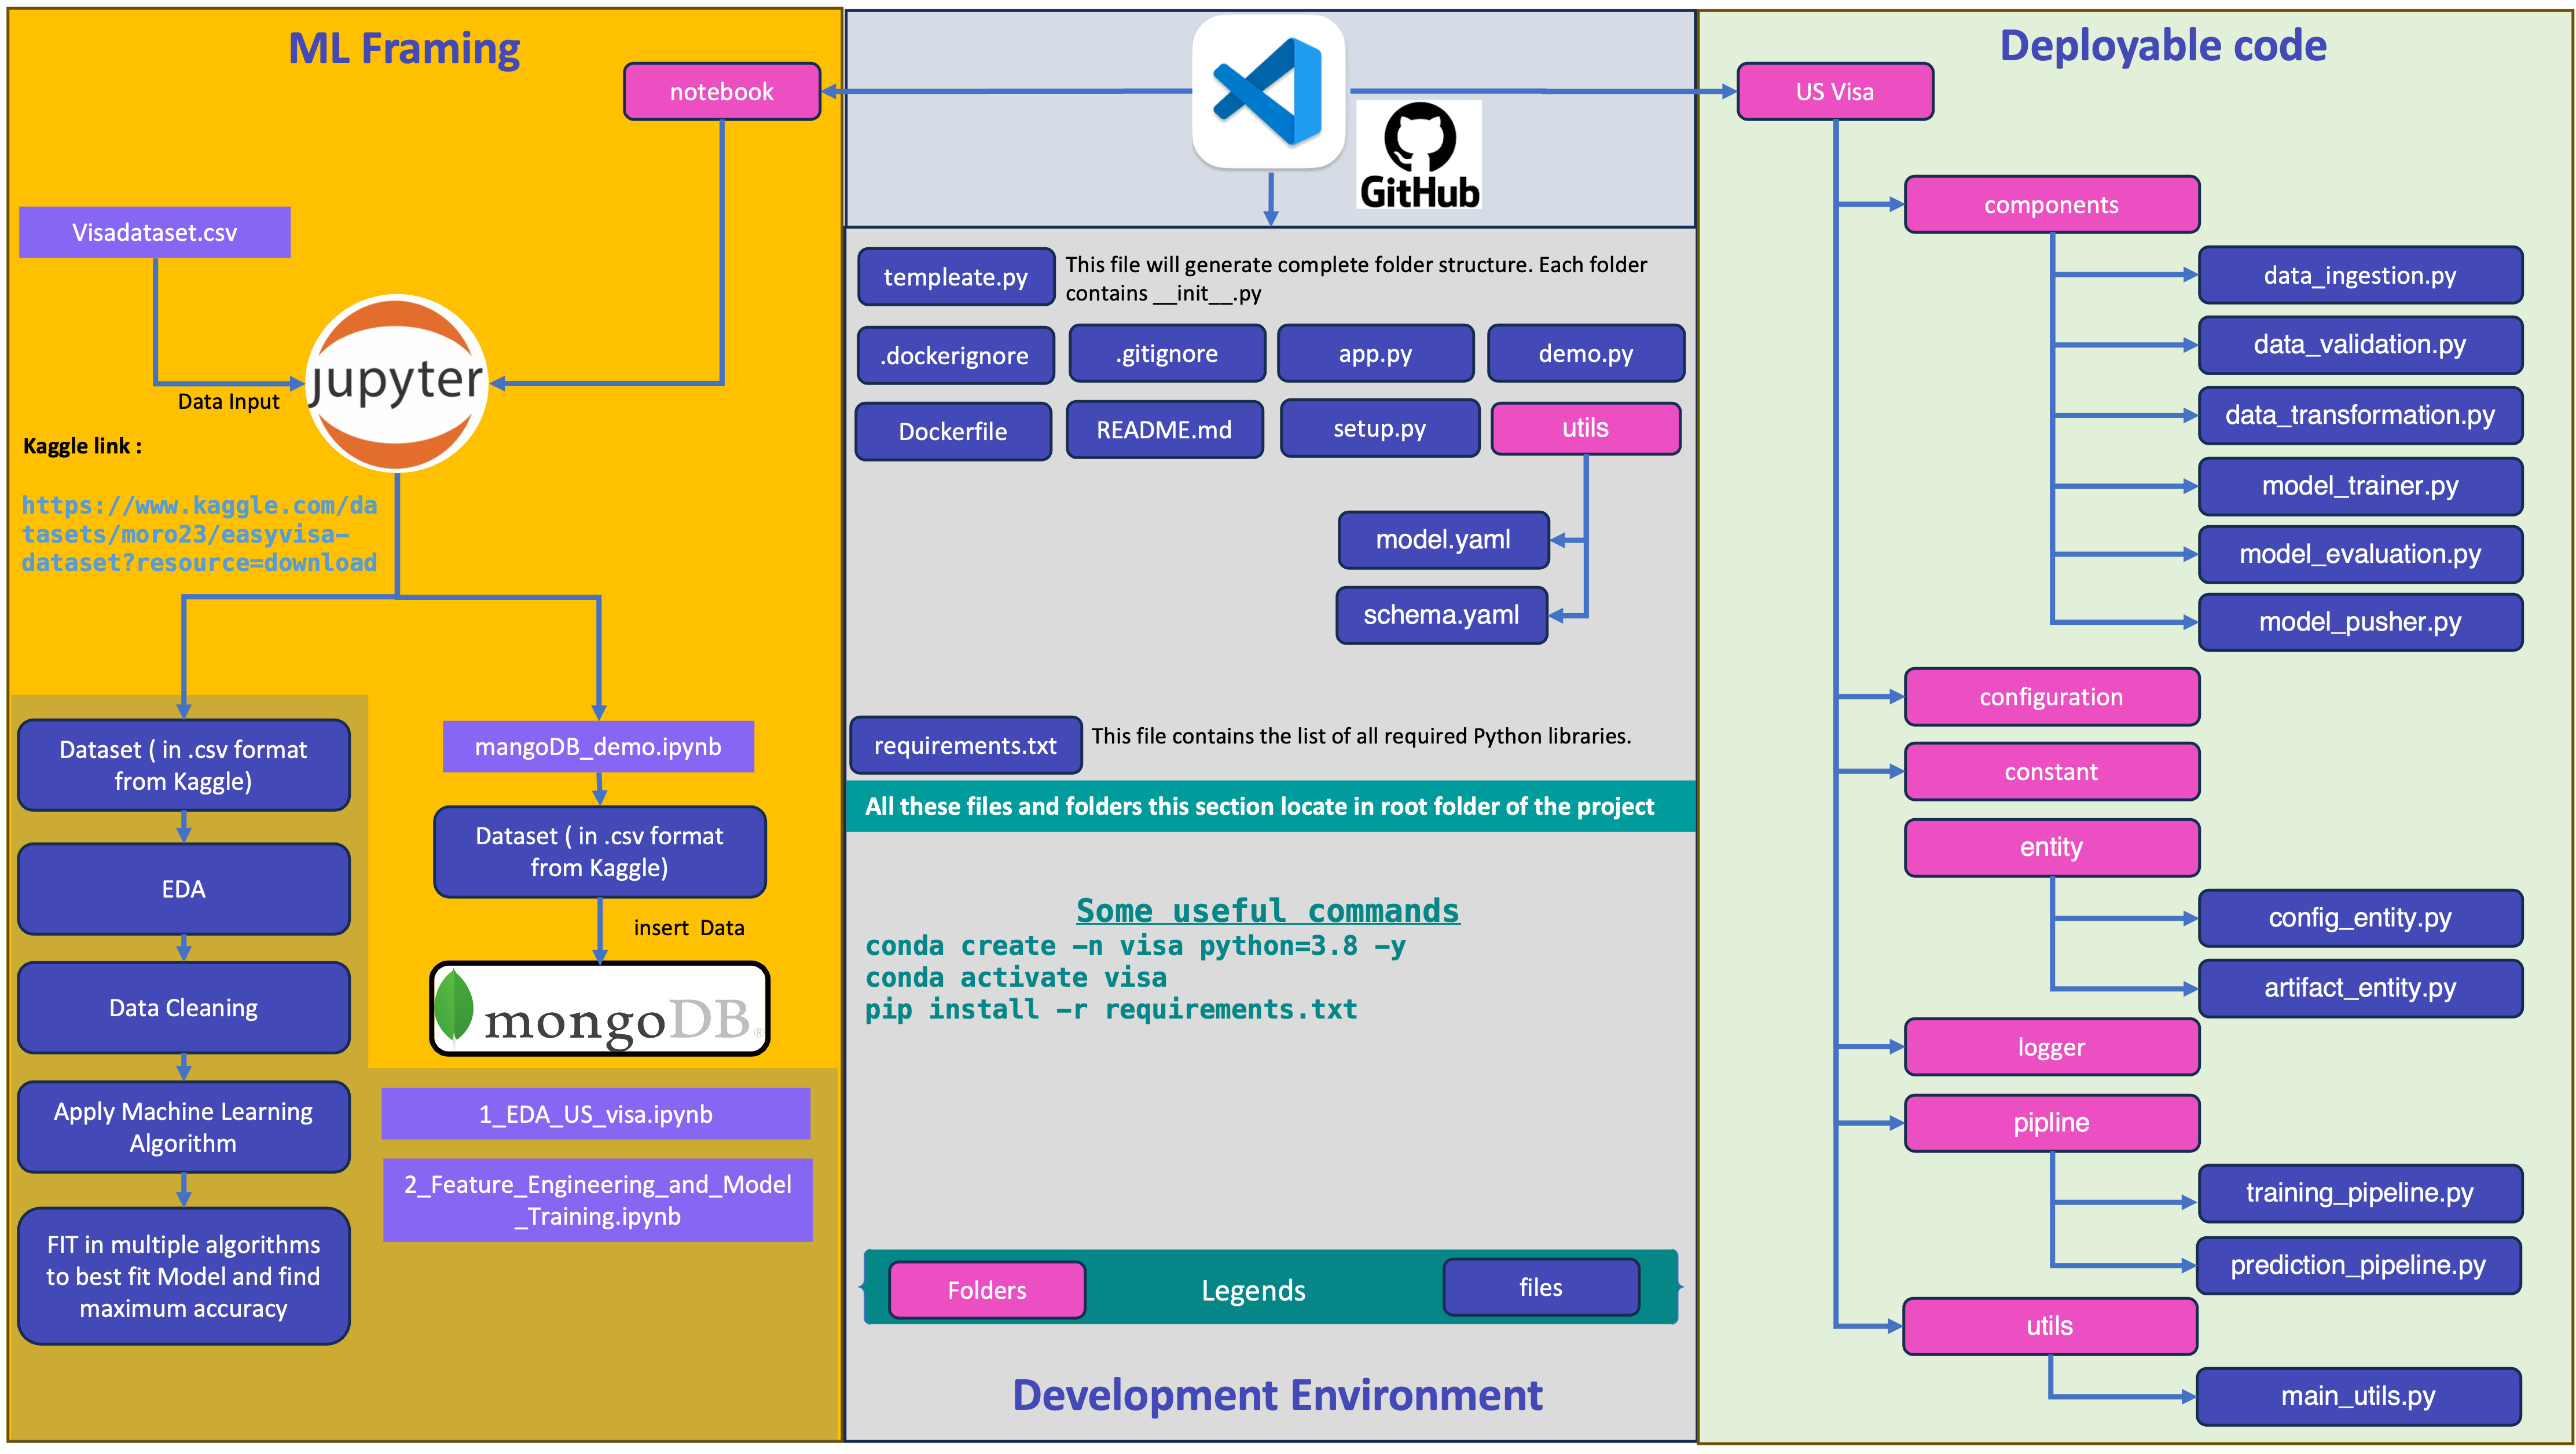 ML Framing
notebook
Visadataset.csv
jupyter
Data Input
Kaggle link :
https://www.kaggle.com/da
tasets/moro23/easyvisa-
dataset?resource=download
Dataset ( in .csv format
from Kaggle)
EDA
Data Cleaning
Apply Machine Learning
Algorithm
FIT in multiple algorithms
to best fit Model and find
maximum accuracy
mangoDB_demo.ipynb
Dataset ( in .csv format
from Kaggle)
insert Data
mongoDB®
1_EDA_US_visa.ipynb
2_Feature_Engineering_and_Model
_Training.ipynb
GitHub
templeate.py
This file will generate complete folder structure. Each folder
contains __init__.py
.dockerignore
.gitignore
app.py
demo.py
Dockerfile
README.md
setup.py
utils
model.yaml
schema.yaml
requirements.txt
This file contains the list of all required Python libraries.
All these files and folders this section locate in root folder of the project
Some useful commands
conda create -n visa python=3.8 -y
conda activate visa
pip install -r requirements.txt
Folders
Legends
files
Development Environment
Deployable code
US Visa
components
data_ingestion.py
data_validation.py
data_transformation.py
model_trainer.py
model_evaluation.py
model_pusher.py
configuration
constant
entity
config_entity.py
artifact_entity.py
logger
pipline
training_pipeline.py
prediction_pipeline.py
utils
main_utils.py